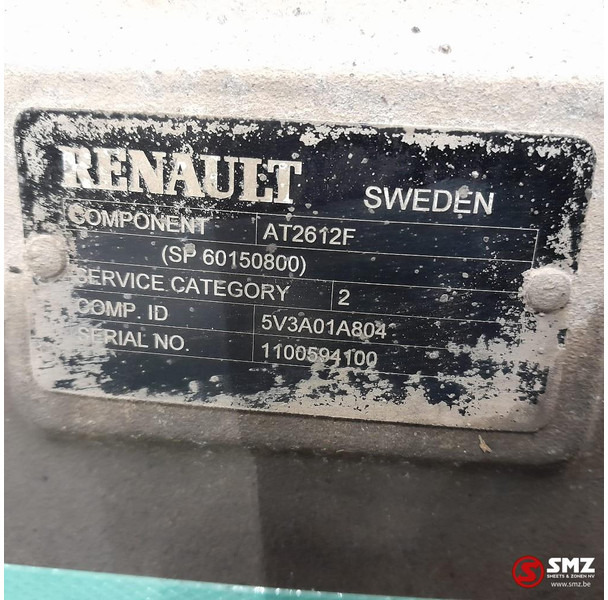 RENAULT SWEDEN
COMPONENT AT2612F
(SP 60150800)
SERVICE CATEGORY 2
COMP. ID 5V3A01A804
SERIAL NO. 1100594100
SMZ
SMEETS & ZONEN NV
www.smz.be